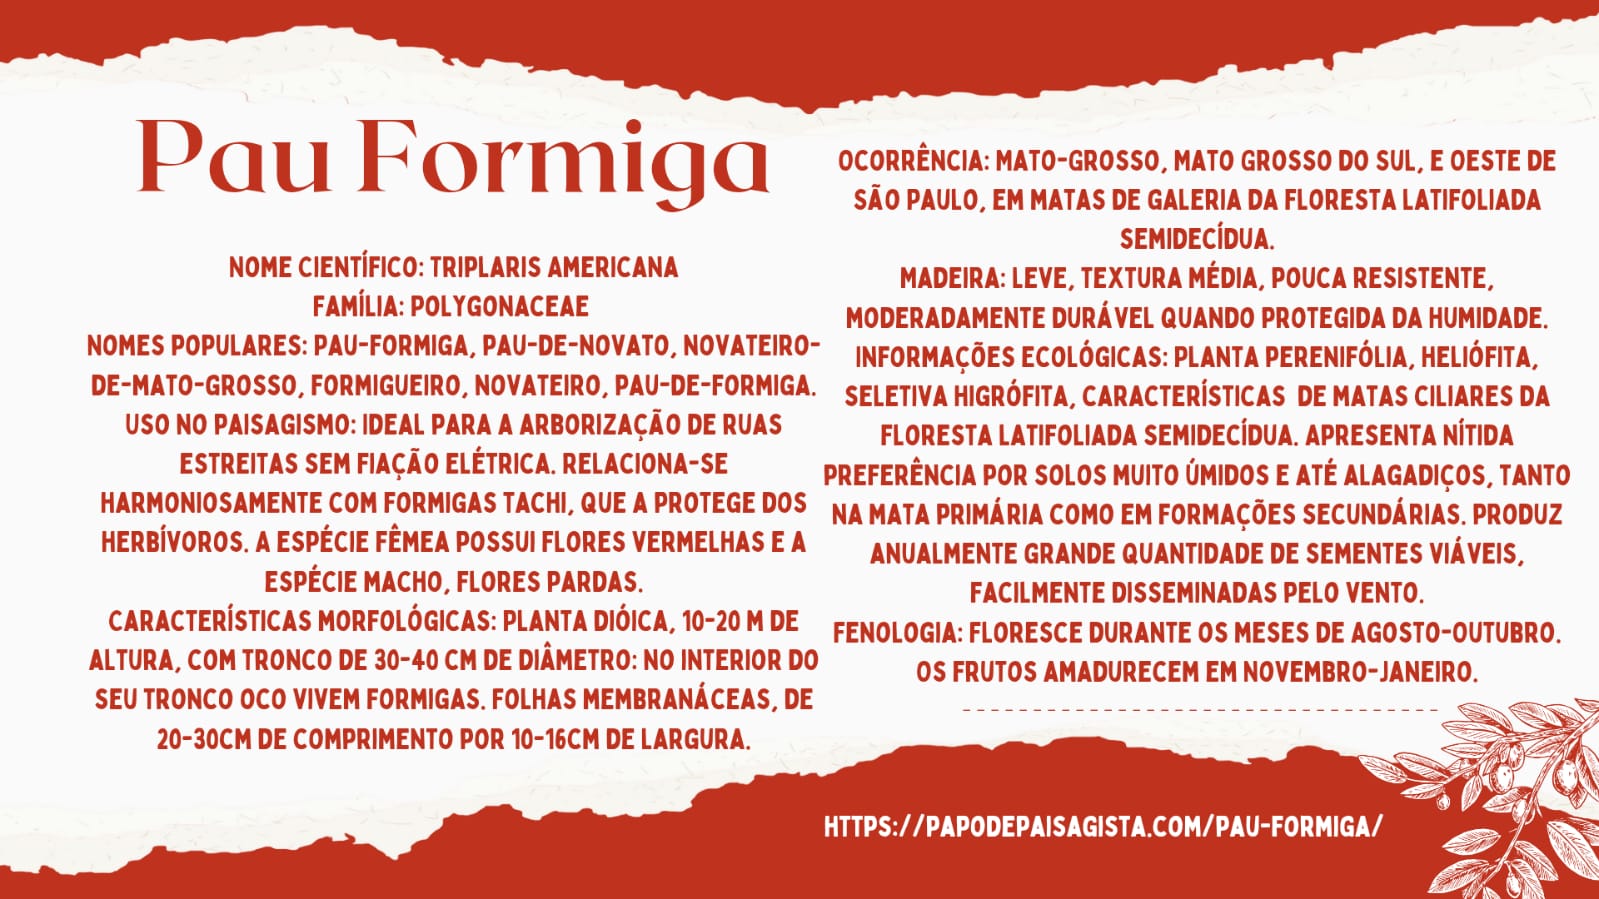 Pau Formiga
NOME CIENTÍFICO: TRIPLARIS AMERICANA
FAMÍLIA: POLYGONACEAE
NOMES POPULARES: PAU-FORMIGA, PAU-DE-NOVATO, NOVATEIRO-
DE-MATO-GROSSO, FORMIGUEIRO, NOVATEIRO, PAU-DE-FORMIGA.
USO NO PAISAGISMO: IDEAL PARA A ARBORIZAÇÃO DE RUAS
ESTREITAS SEM FIAÇÃO ELÉTRICA. RELACIONA-SE
HARMONIOSAMENTE COM FORMIGAS TACHI, QUE A PROTEGE DOS
HERBÍVOROS. A ESPÉCIE FÊMEA POSSUI FLORES VERMELHAS E A
ESPÉCIE MACHO, FLORES PARDAS.
CARACTERÍSTICAS MORFOLÓGICAS: PLANTA DIÓICA, 10-20 M DE
ALTURA, COM TRONCO DE 30-40 CM DE DIÂMETRO: NO INTERIOR DO
SEU TRONCO OCO VIVEM FORMIGAS. FOLHAS MEMBRANÁCEAS, DE
20-30CM DE COMPRIMENTO POR 10-16CM DE LARGURA.
OCORRÊNCIA: MATO-GROSSO, MATO GROSSO DO SUL, E OESTE DE
SÃO PAULO, EM MATAS DE GALERIA DA FLORESTA LATIFOLIADA
SEMIDECÍDUA.
MADEIRA: LEVE, TEXTURA MÉDIA, POUCA RESISTENTE,
MODERADAMENTE DURÁVEL QUANDO PROTEGIDA DA HUMIDADE.
INFORMAÇÕES ECOLÓGICAS: PLANTA PERENIFÓLIA, HELIÓFITA,
SELETIVA HIGRÓFITA, CARACTERÍSTICAS DE MATAS CILIARES DA
FLORESTA LATIFOLIADA SEMIDECÍDUA. APRESENTA NÍTIDA
PREFERÊNCIA POR SOLOS MUITO ÚMIDOS E ATÉ ALAGADIÇOS, TANTO
NA MATA PRIMÁRIA COMO EM FORMAÇÕES SECUNDÁRIAS. PRODUZ
ANUALMENTE GRANDE QUANTIDADE DE SEMENTES VIÁVEIS,
FACILMENTE DISSEMINADAS PELO VENTO.
FENOLOGIA: FLORESCE DURANTE OS MESES DE AGOSTO-OUTUBRO.
OS FRUTOS AMADURECEM EM NOVEMBRO-JANEIRO.
HTTPS://PAPODEPAISAGISTA.COM/PAU-FORMIGA/